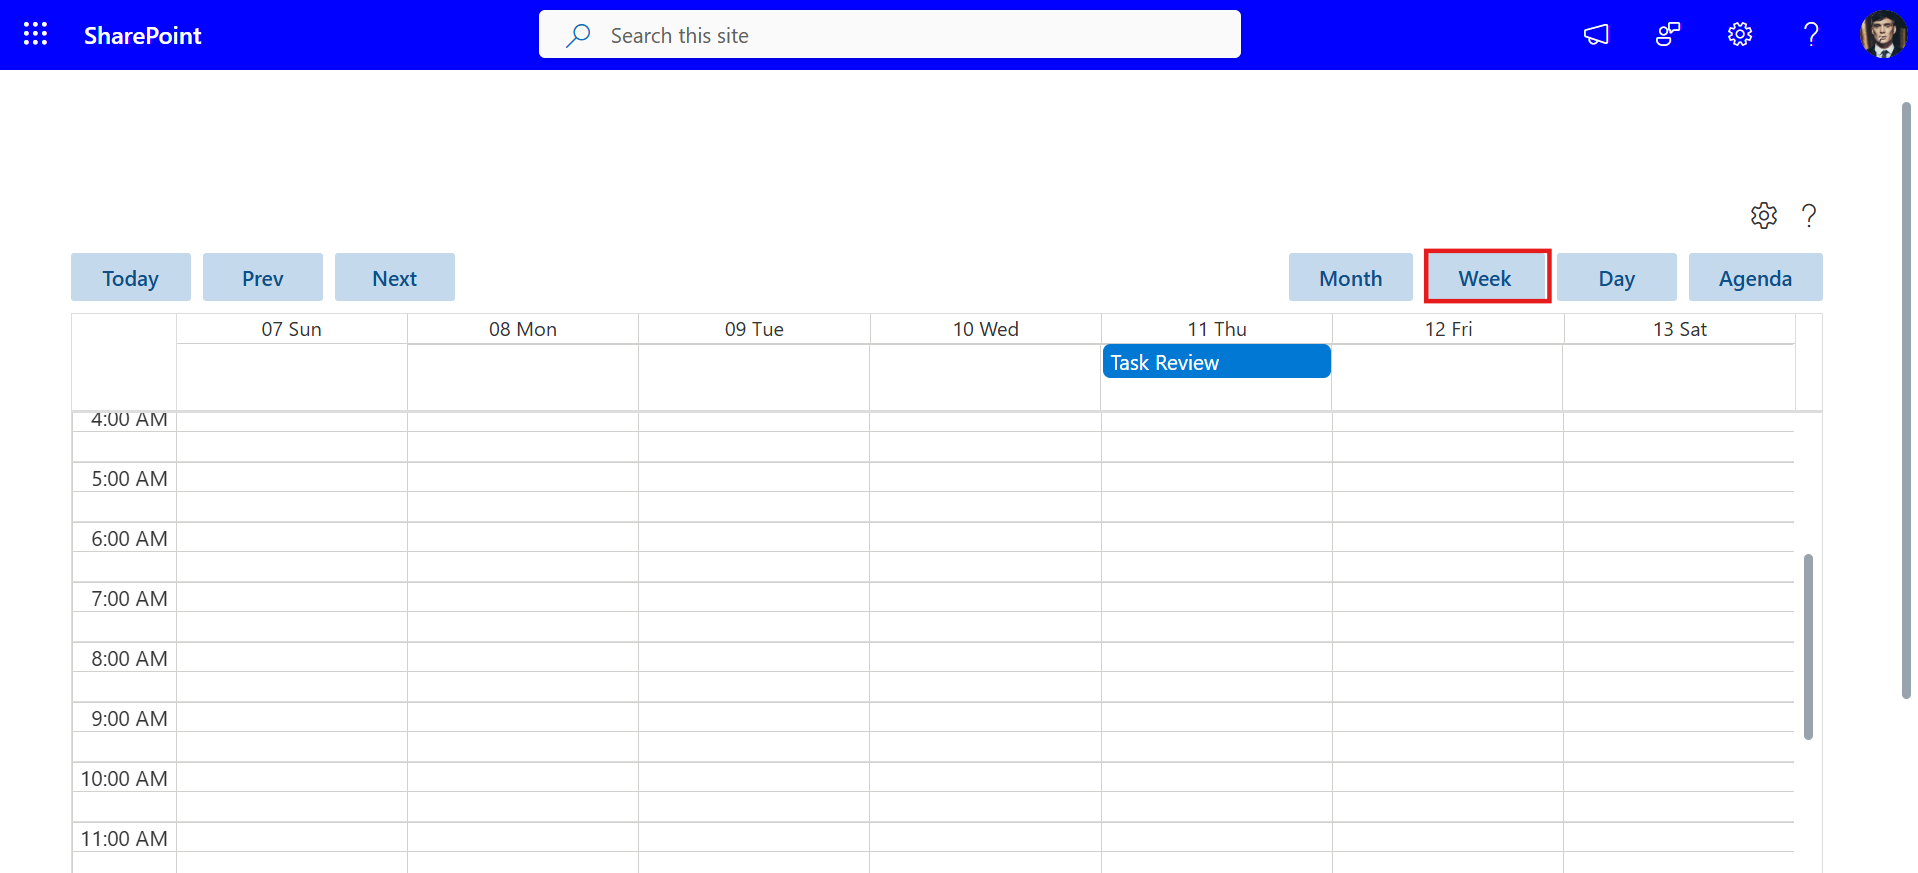 SharePoint
Search this site
?
?
Today Prev Next Month Week Day Agenda
07 Sun 08 Mon 09 Tue 10 Wed 11 Thu 12 Fri 13 Sat
Task Review
4:00 AM
5:00 AM
6:00 AM
7:00 AM
8:00 AM
9:00 AM
10:00 AM
11:00 AM